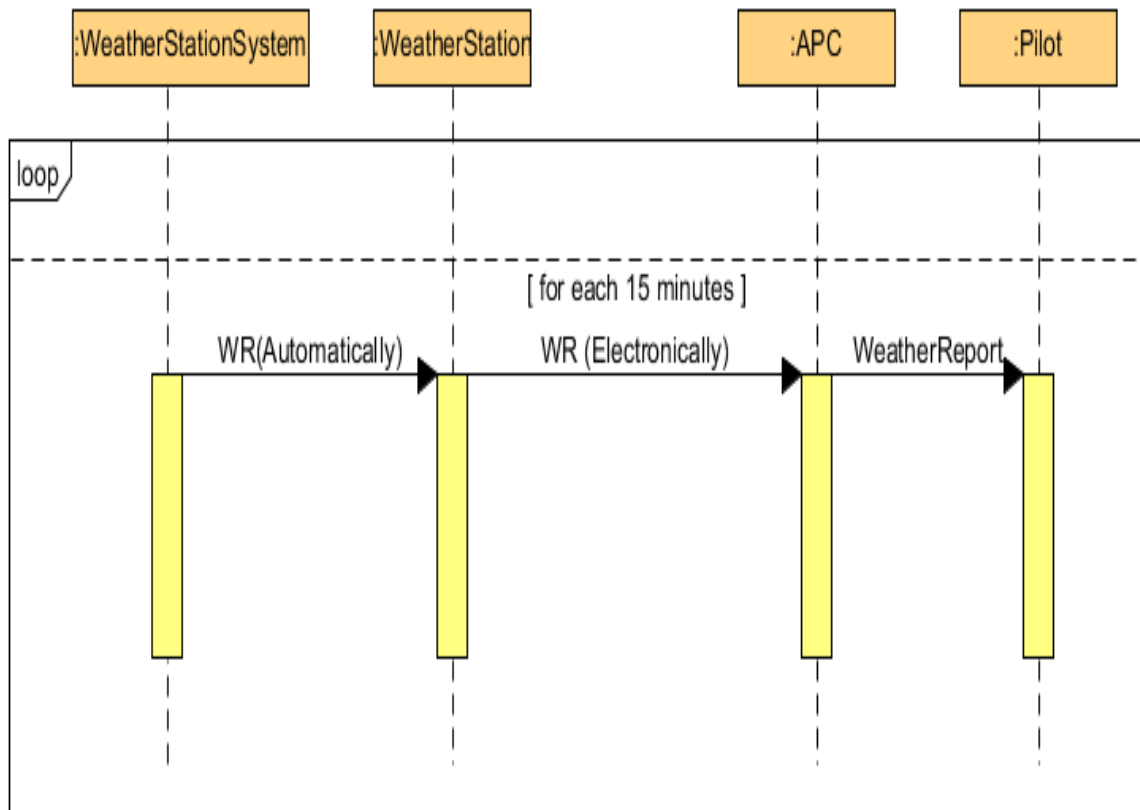 :WeatherStationSystem
:WeatherStation
:APC
:Pilot
loop
[ for each 15 minutes ]
WR(Automatically)
WR (Electronically)
WeatherReport